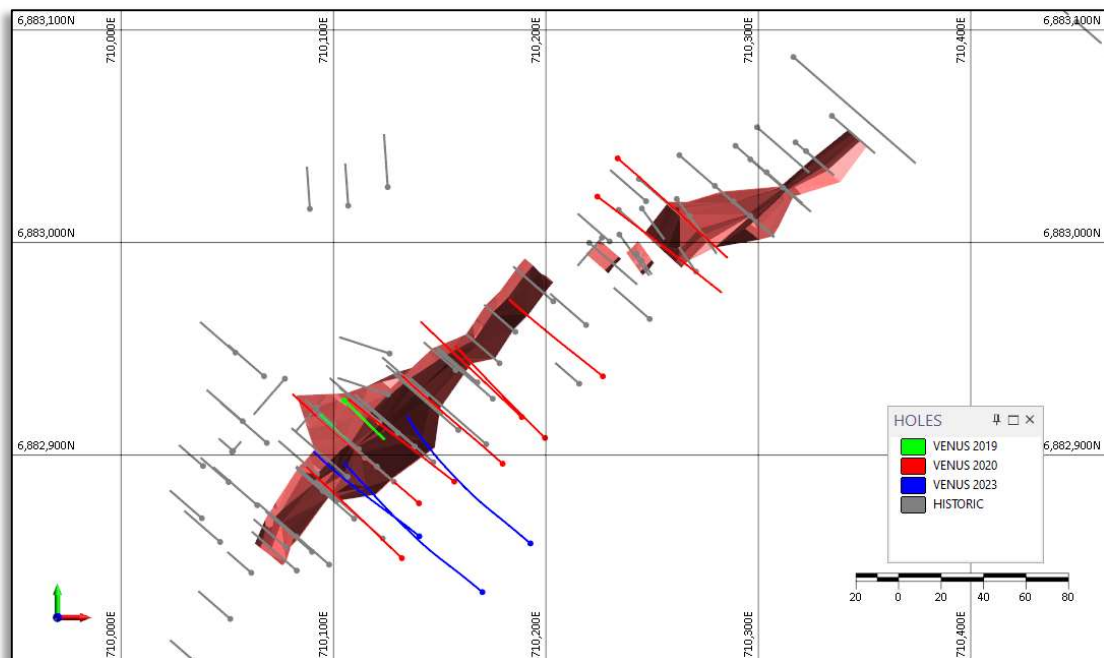 6,883,100N
710,000E
710,100E
710,200E
710,300E
710,400E
6,883,100N
6,883,000N
6,883,000N
6,882,900N
6,882,900N
HOLES
VENUS 2019
VENUS 2020
VENUS 2023
HISTORIC
20 0 20 40 60 80
710,000E
710,100E
710,200E
710,300E
710,400E